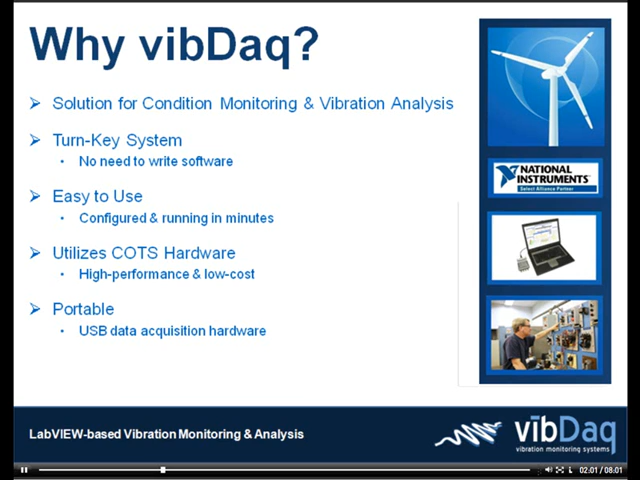 Why vibDaq?
Solution for Condition Monitoring & Vibration Analysis
Turn-Key System
No need to write software
Easy to Use
Configured & running in minutes
Utilizes COTS Hardware
High-performance & low-cost
Portable
USB data acquisition hardware
NATIONAL
INSTRUMENTS
Select Alliance Partner
LabVIEW-based Vibration Monitoring & Analysis
vībDaq
vibration monitoring systems
02:01 / 08:01